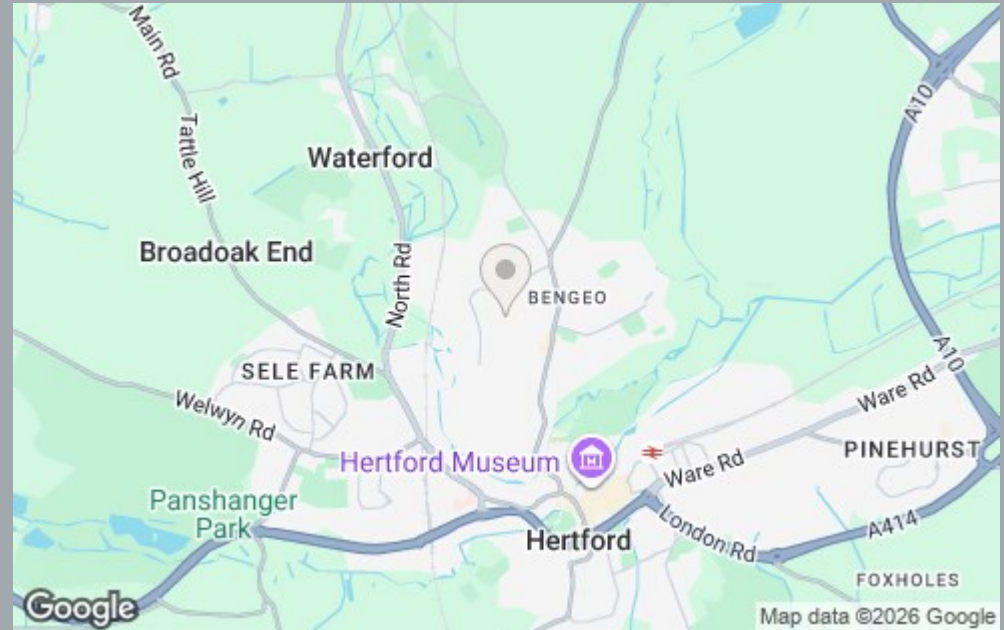 Main Rd
A10
Tattle Hill
Waterford
Broadoak End
North Rd
BENGEO
A10
SELE FARM
Ware Rd
Welwyn Rd
Hertford Museum
Ware Rd
PINEHURST
Panshanger
Park
London Rd
A414
Hertford
FOXHOLES
Google
Map data ©2026 Google